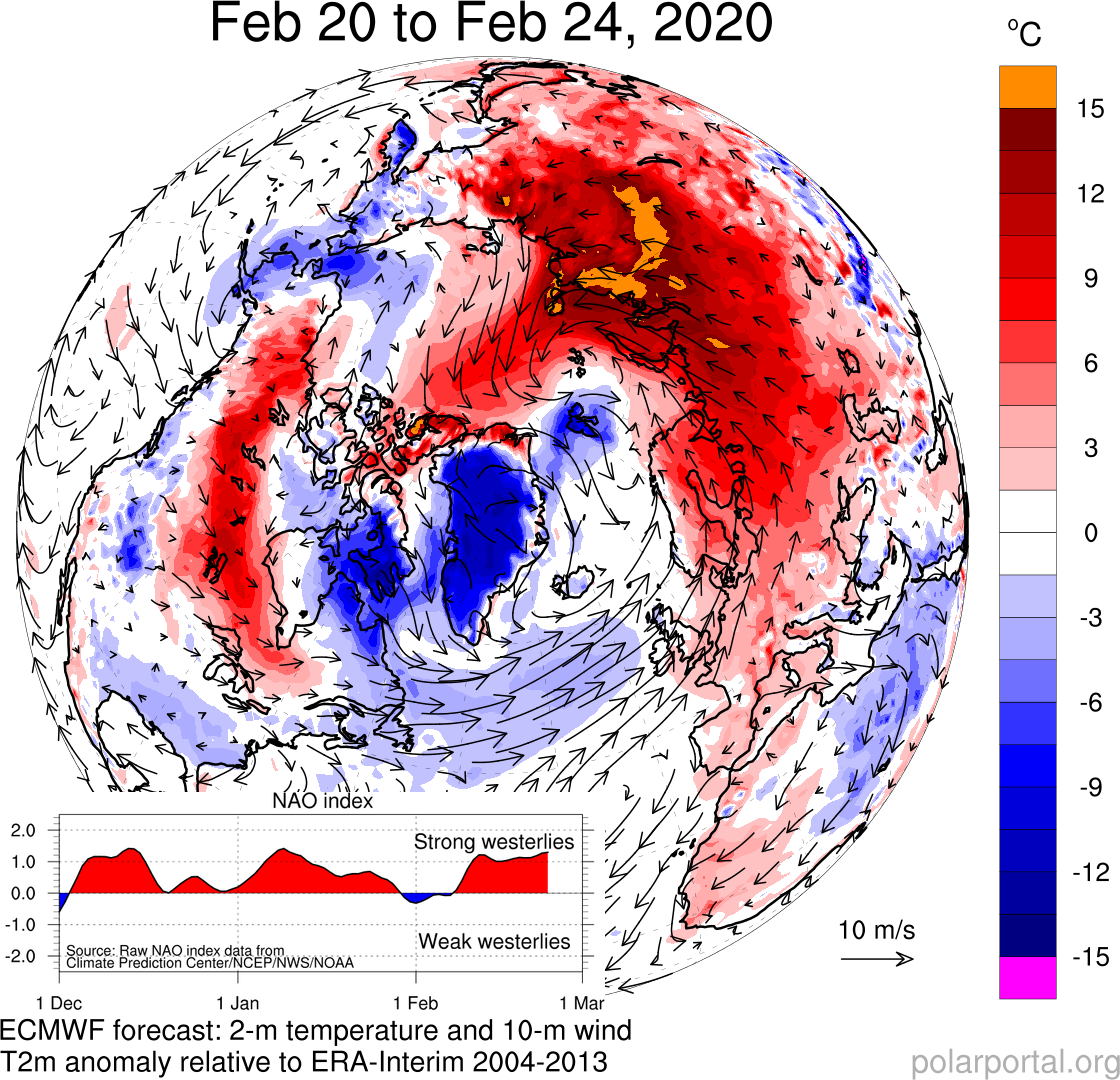 Feb 20 to Feb 24, 2020
oC
15
12
9
6
3
0
-3
-6
-9
-12
-15
10 m/s
NAO index
2.0
1.0
0.0
-1.0
-2.0
Strong westerlies
Weak westerlies
Source: Raw NAO index data from
Climate Prediction Center/NCEP/NWS/NOAA
1 Dec
1 Jan
1 Feb
1 Mar
ECMWF forecast: 2-m temperature and 10-m wind
T2m anomaly relative to ERA-Interim 2004-2013
polarportal.org